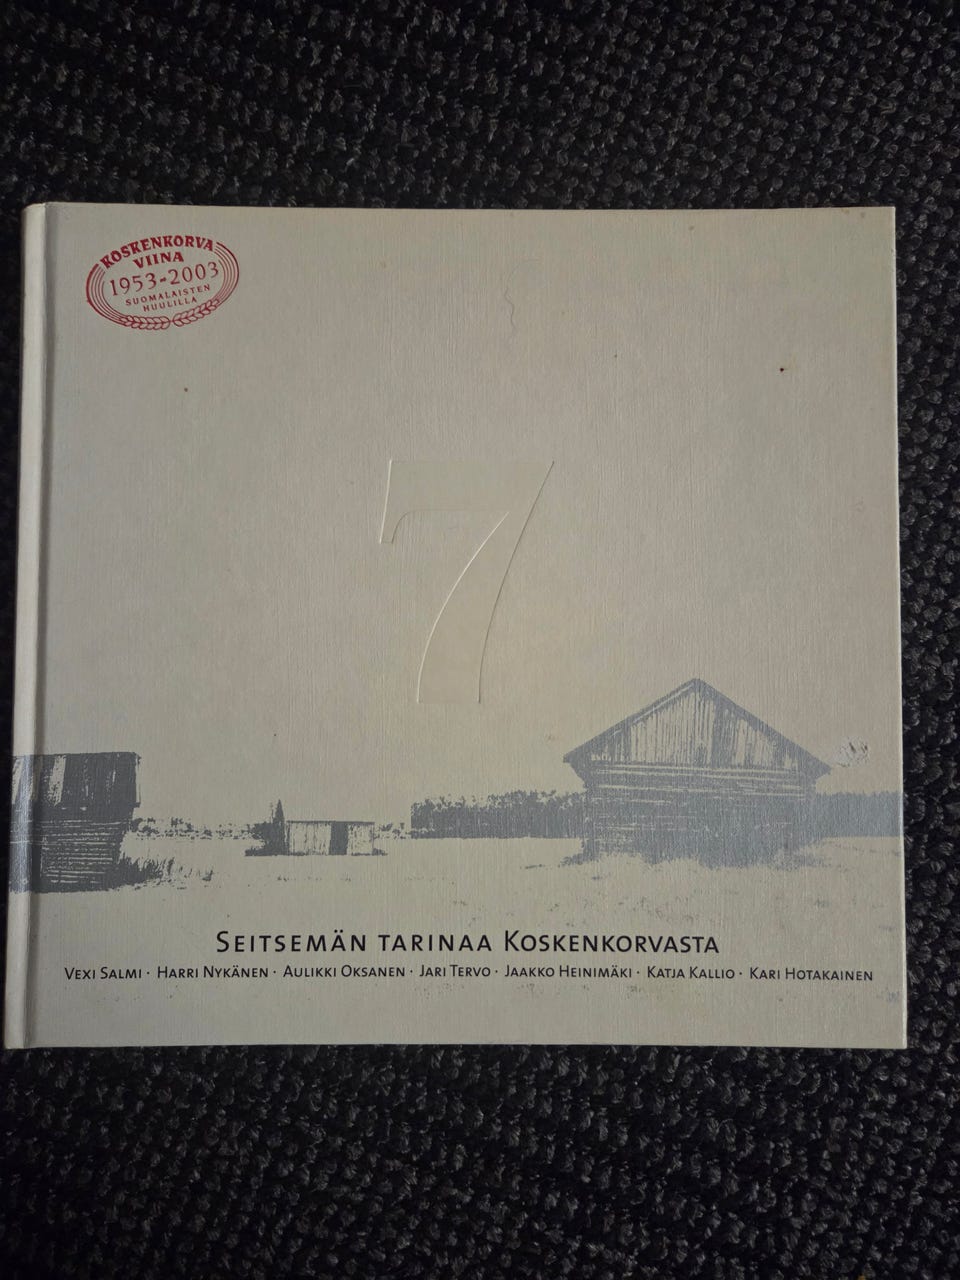 KOSKENKORVA
VIINA
1953-2003
SUOMALAISTEN
HUULILLA
7
SEITSEMÄN TARINAA KOSKENKORVASTA
VEXI SALMI · HARRI NYKÄNEN · AULIKKI OKSANEN · JARI TERVO · JAAKKO HEINIMÄKI · KATJA KALLIO · KARI HOTAKAINEN